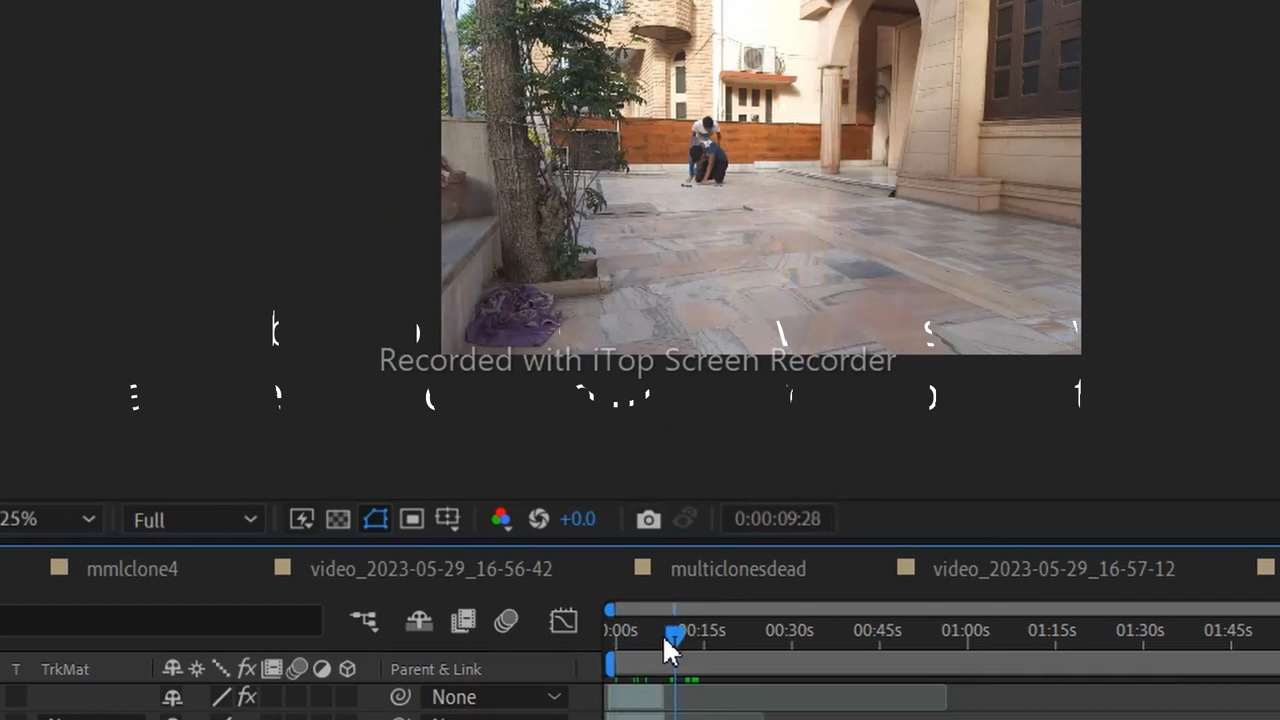 Recorded with iTop Screen Recorder
25%
Full
+0.0
0:00:09:28
mmlclone4
video_2023-05-29_16-56-42
multiclonesdead
video_2023-05-29_16-57-12
):00s 00:15s 00:30s 00:45s 01:00s 01:15s 01:30s 01:45s
T TrkMat fx Parent & Link
fx None